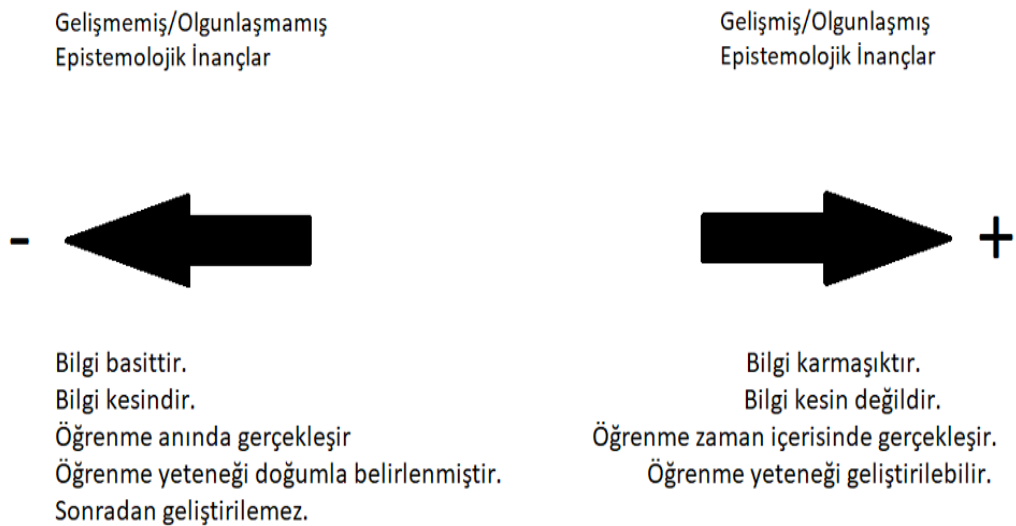 Gelişmemiş/Olgunlaşmamış
Epistemolojik İnançlar
Gelişmiş/Olgunlaşmış
Epistemolojik İnançlar
-
+
Bilgi basittir.
Bilgi kesindir.
Öğrenme anında gerçekleşir
Öğrenme yeteneği doğumla belirlenmiştir.
Sonradan geliştirilemez.
Bilgi karmaşıktır.
Bilgi kesin değildir.
Öğrenme zaman içerisinde gerçekleşir.
Öğrenme yeteneği geliştirilebilir.